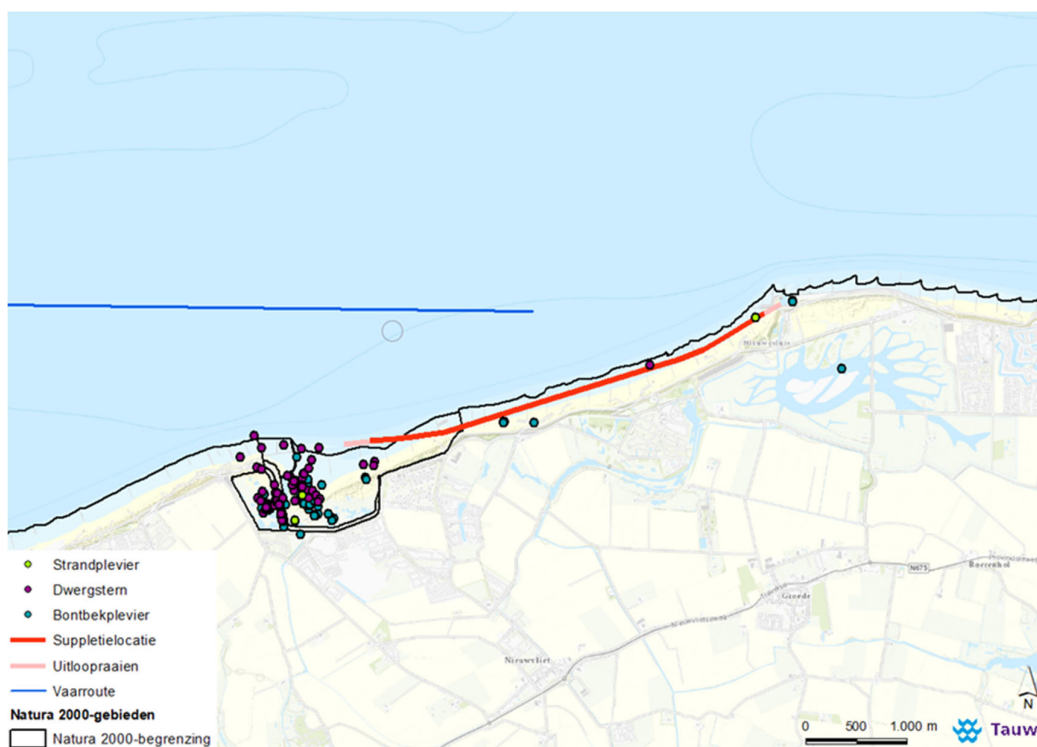 Nieuwesluis
N675
Groede
Nieuwvliet
Strandplevier
Dwergstern
Bontbekplevier
Suppletielocatie
Uitloopraaien
Vaarroute
Natura 2000-gebieden
Natura 2000-begrenzing
N
0 500 1.000 m
Tauw